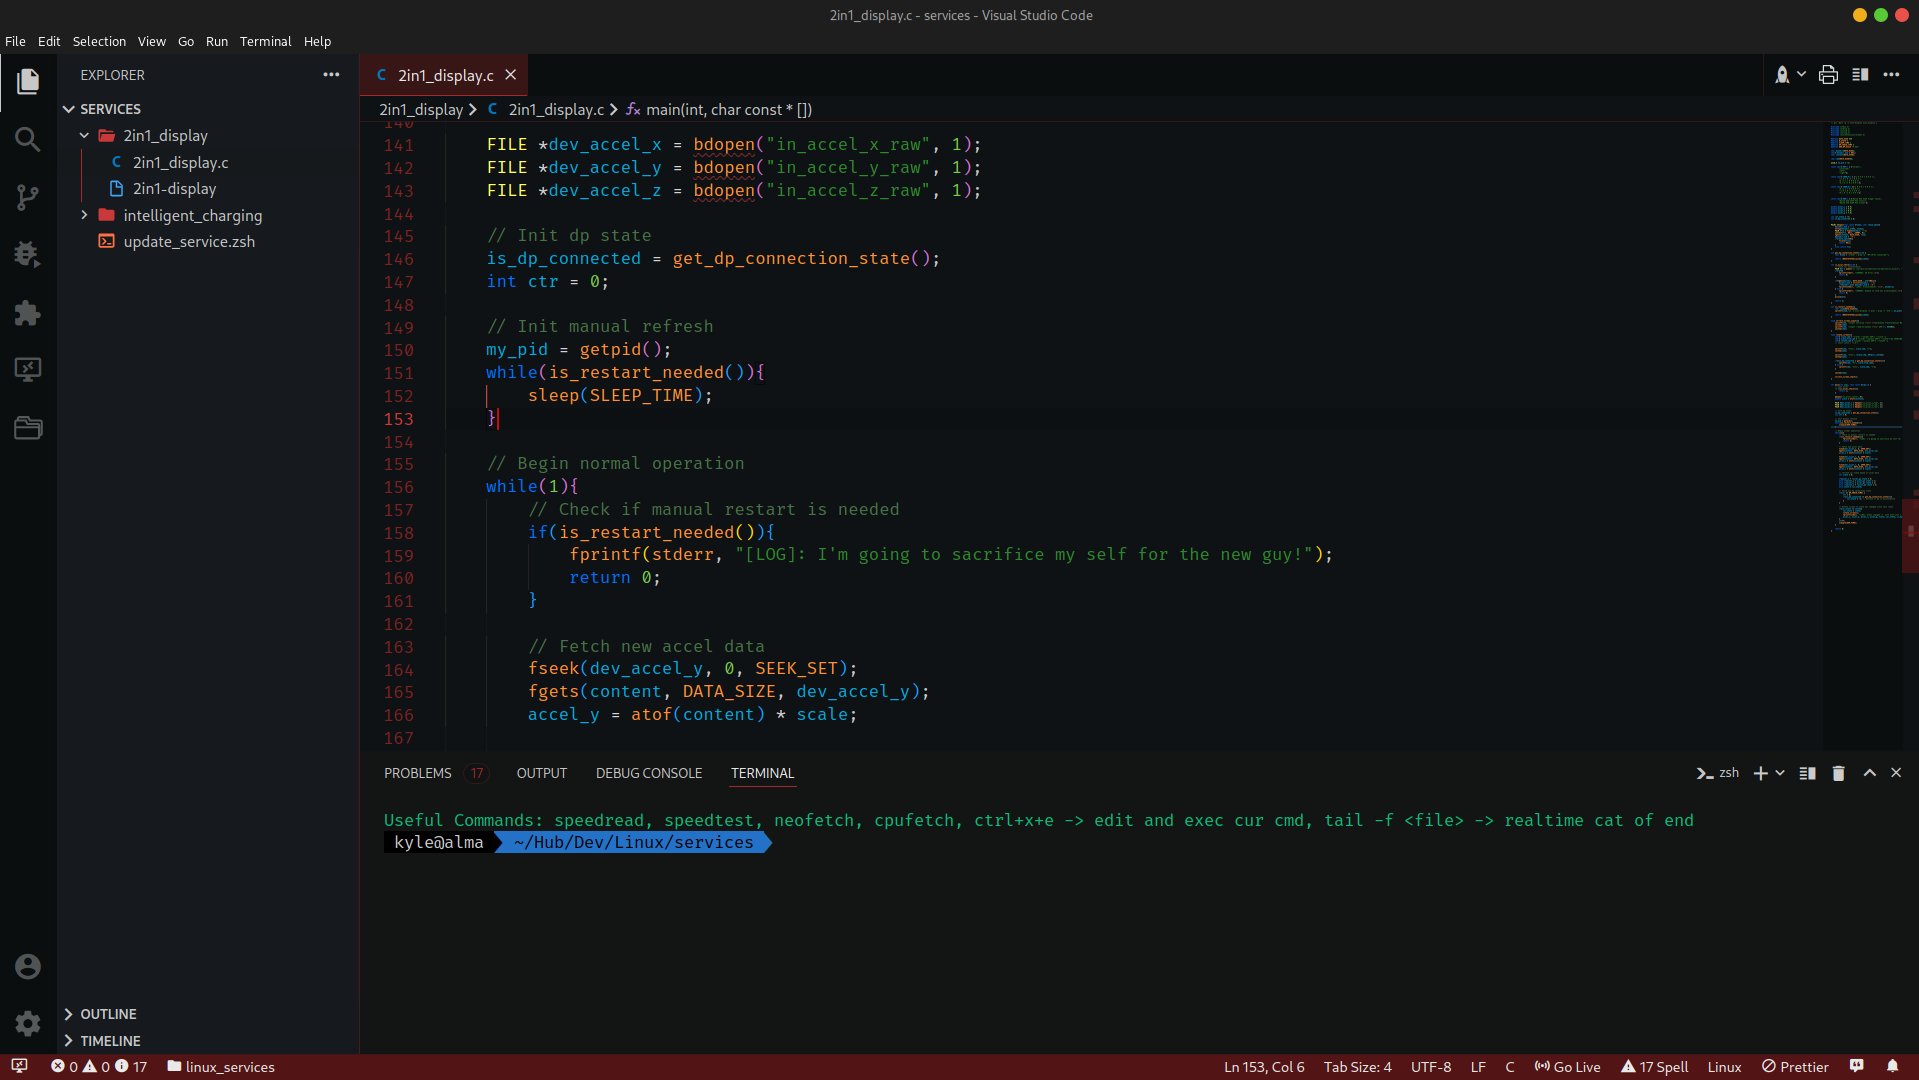 2in1_display.c - services - Visual Studio Code
File Edit Selection View Go Run Terminal Help
EXPLORER
SERVICES
2in1_display
2in1_display.c
2in1-display
intelligent_charging
update_service.zsh
OUTLINE
TIMELINE
2in1_display.c
2in1_display > 2in1_display.c > main(int, char const * [])
140
141 FILE *dev_accel_x = bdopen("in_accel_x_raw", 1);
142 FILE *dev_accel_y = bdopen("in_accel_y_raw", 1);
143 FILE *dev_accel_z = bdopen("in_accel_z_raw", 1);
144
145 // Init dp state
146 is_dp_connected = get_dp_connection_state();
147 int ctr = 0;
148
149 // Init manual refresh
150 my_pid = getpid();
151 while(is_restart_needed()){
152 sleep(SLEEP_TIME);
153 }
154
155 // Begin normal operation
156 while(1){
157 // Check if manual restart is needed
158 if(is_restart_needed()){
159 fprintf(stderr, "[LOG]: I'm going to sacrifice my self for the new guy!");
160 return 0;
161 }
162
163 // Fetch new accel data
164 fseek(dev_accel_y, 0, SEEK_SET);
165 fgets(content, DATA_SIZE, dev_accel_y);
166 accel_y = atof(content) * scale;
167
PROBLEMS 17 OUTPUT DEBUG CONSOLE TERMINAL zsh
Useful Commands: speedread, speedtest, neofetch, cpufetch, ctrl+x+e -> edit and exec cur cmd, tail -f <file> -> realtime cat of end
kyle@alma ~/Hub/Dev/Linux/services
0 0 17 linux_services Ln 153, Col 6 Tab Size: 4 UTF-8 LF C Go Live 17 Spell Linux Prettier